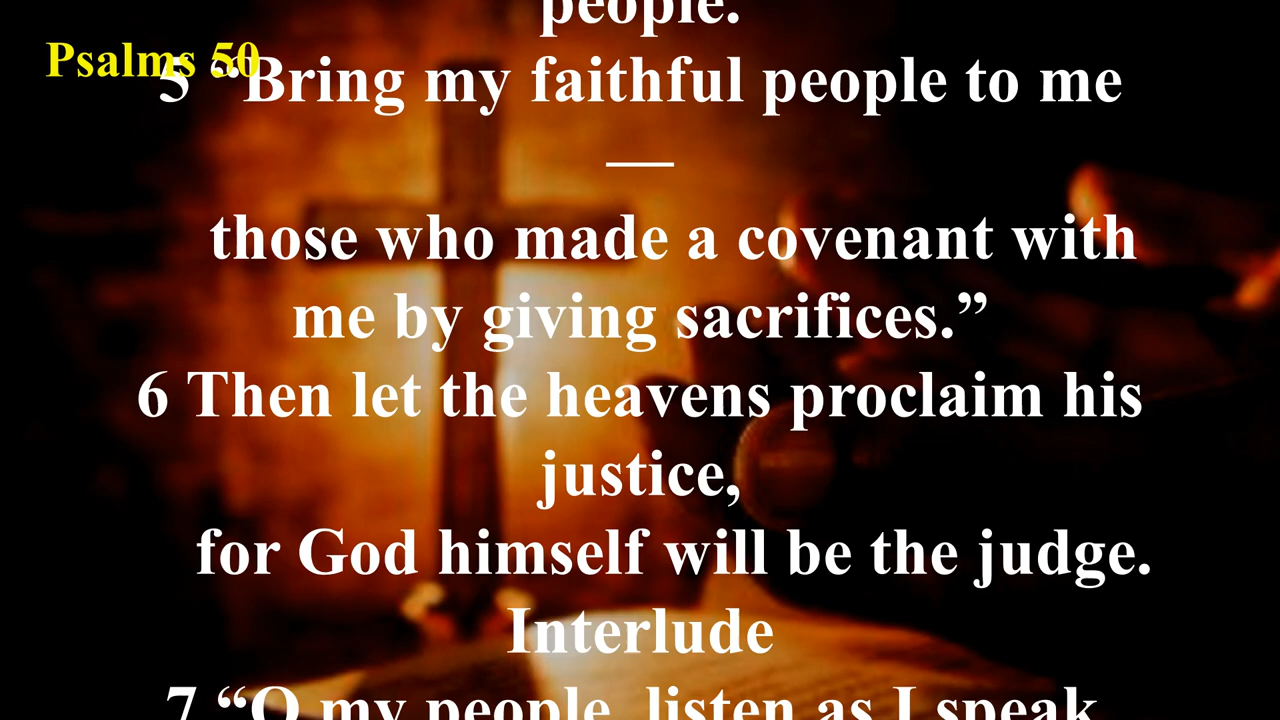 people.
Psalms 50
5 “Bring my faithful people to me
—
those who made a covenant with
me by giving sacrifices.”
6 Then let the heavens proclaim his
justice,
for God himself will be the judge.
Interlude
7 “O my people, listen as I speak.